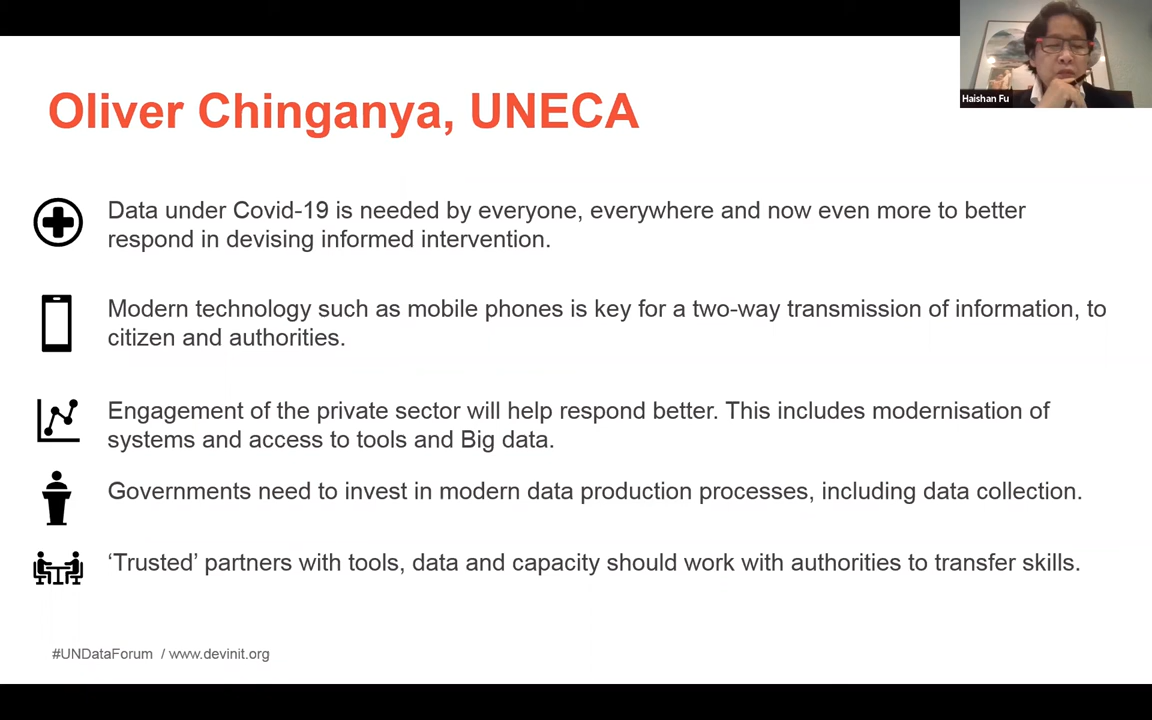 Haishan Fu
Oliver Chinganya, UNECA
Data under Covid-19 is needed by everyone, everywhere and now even more to better
respond in devising informed intervention.
Modern technology such as mobile phones is key for a two-way transmission of information, to
citizen and authorities.
Engagement of the private sector will help respond better. This includes modernisation of
systems and access to tools and Big data.
Governments need to invest in modern data production processes, including data collection.
‘Trusted’ partners with tools, data and capacity should work with authorities to transfer skills.
#UNDataForum / www.devinit.org